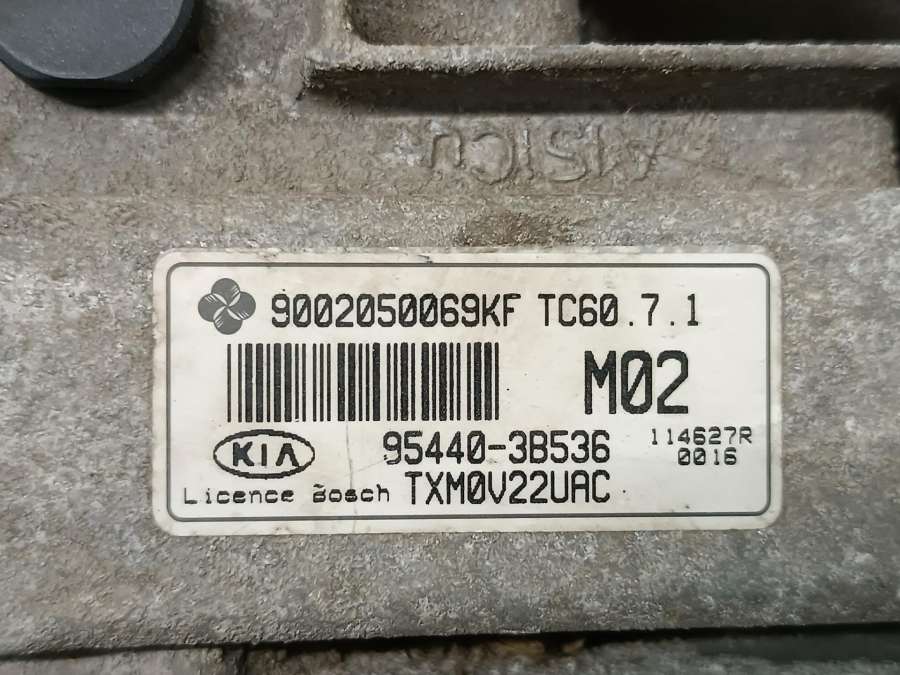 9002050069KF TC60.7.1
M02
KIA
95440-3B536
114627R
0016
Licence Bosch TXM0V22UAC